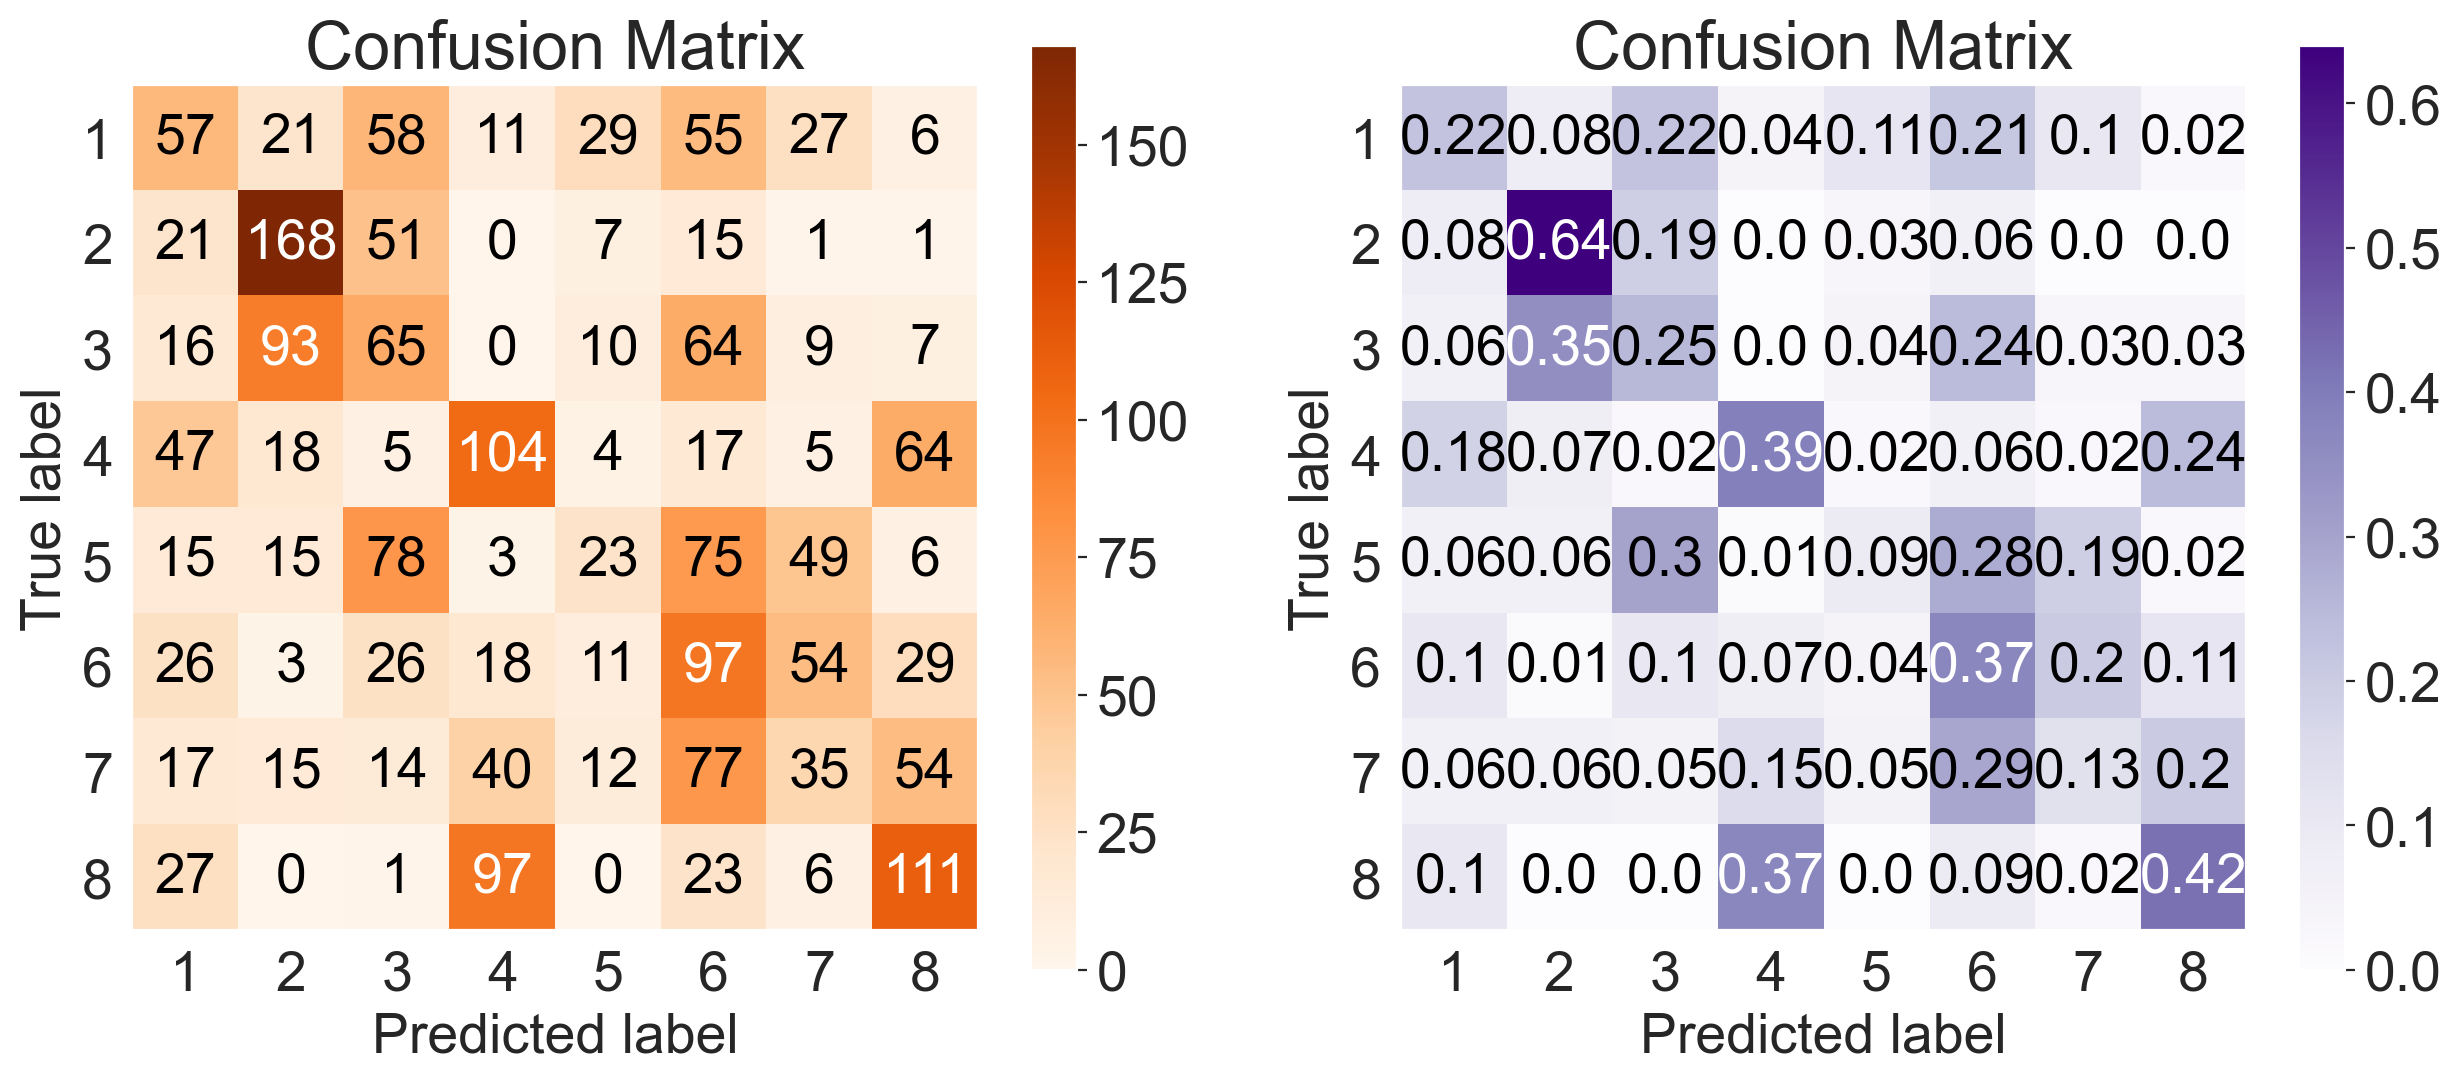 Confusion Matrix
1 57 21 58 11 29 55 27 6
2 21 168 51 0 7 15 1 1
3 16 93 65 0 10 64 9 7
4 47 18 5 104 4 17 5 64
5 15 15 78 3 23 75 49 6
6 26 3 26 18 11 97 54 29
7 17 15 14 40 12 77 35 54
8 27 0 1 97 0 23 6 111
1 2 3 4 5 6 7 8
Predicted label
True label
150
125
100
75
50
25
0
Confusion Matrix
1 0.22 0.08 0.22 0.04 0.11 0.21 0.1 0.02
2 0.08 0.64 0.19 0.0 0.03 0.06 0.0 0.0
3 0.06 0.35 0.25 0.0 0.04 0.24 0.03 0.03
4 0.18 0.07 0.02 0.39 0.02 0.06 0.02 0.24
5 0.06 0.06 0.3 0.01 0.09 0.28 0.19 0.02
6 0.1 0.01 0.1 0.07 0.04 0.37 0.2 0.11
7 0.06 0.06 0.05 0.15 0.05 0.29 0.13 0.2
8 0.1 0.0 0.0 0.37 0.0 0.09 0.02 0.42
1 2 3 4 5 6 7 8
Predicted label
True label
0.6
0.5
0.4
0.3
0.2
0.1
0.0